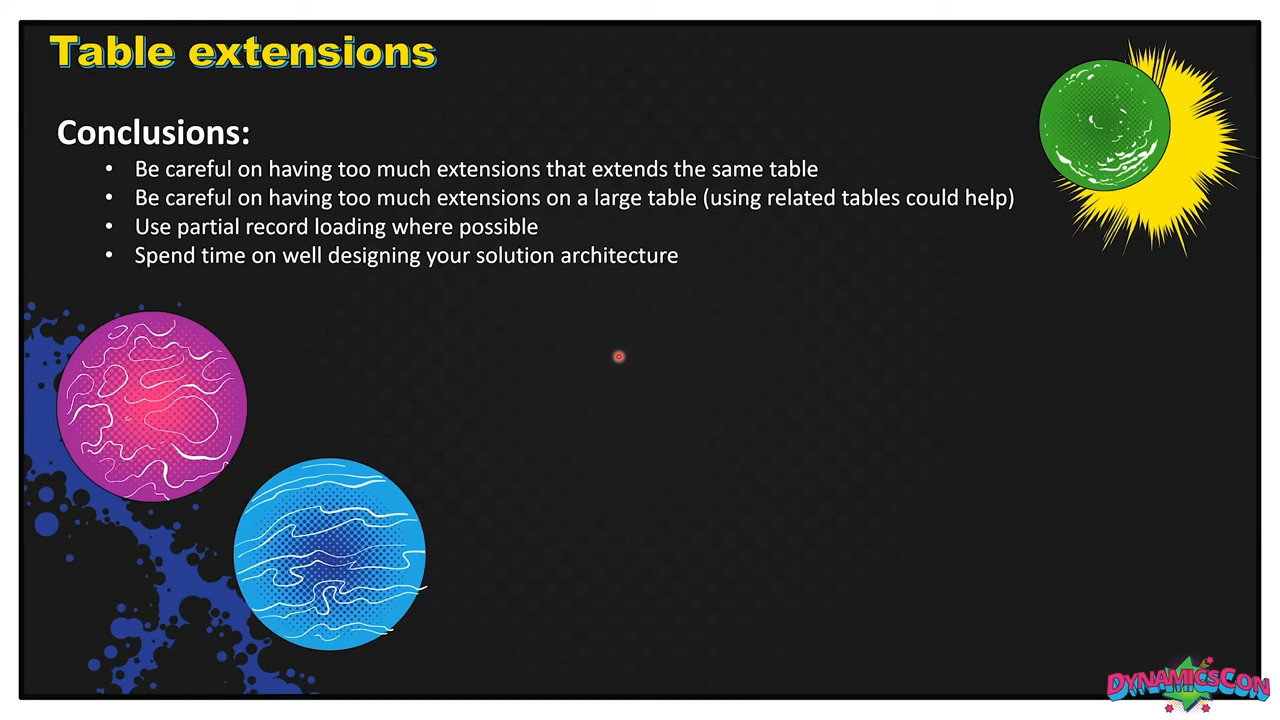 Table extensions
Conclusions:
• Be careful on having too much extensions that extends the same table
• Be careful on having too much extensions on a large table (using related tables could help)
• Use partial record loading where possible
• Spend time on well designing your solution architecture
DYNAMICSCON